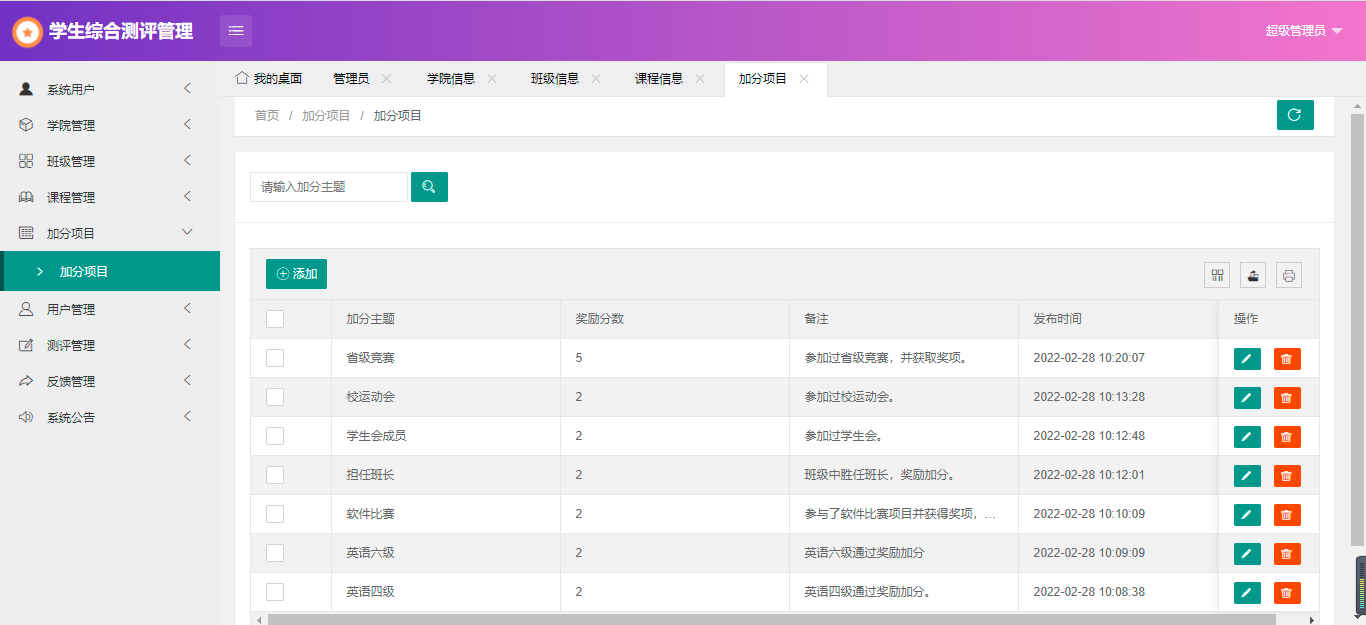 学生综合测评管理
超级管理员
系统用户
学院管理
班级管理
课程管理
加分项目
加分项目
用户管理
测评管理
反馈管理
系统公告
我的桌面 管理员 学院信息 班级信息 课程信息 加分项目
首页 / 加分项目 / 加分项目
请输入加分主题
添加
加分主题 奖励分数 备注 发布时间 操作
省级竞赛 5 参加过省级竞赛，并获取奖项。 2022-02-28 10:20:07
校运动会 2 参加过校运动会。 2022-02-28 10:13:28
学生会成员 2 参加过学生会。 2022-02-28 10:12:48
担任班长 2 班级中胜任班长，奖励加分。 2022-02-28 10:12:01
软件比赛 2 参与了软件比赛项目并获得奖项，... 2022-02-28 10:10:09
英语六级 2 英语六级通过奖励加分 2022-02-28 10:09:09
英语四级 2 英语四级通过奖励加分。 2022-02-28 10:08:38